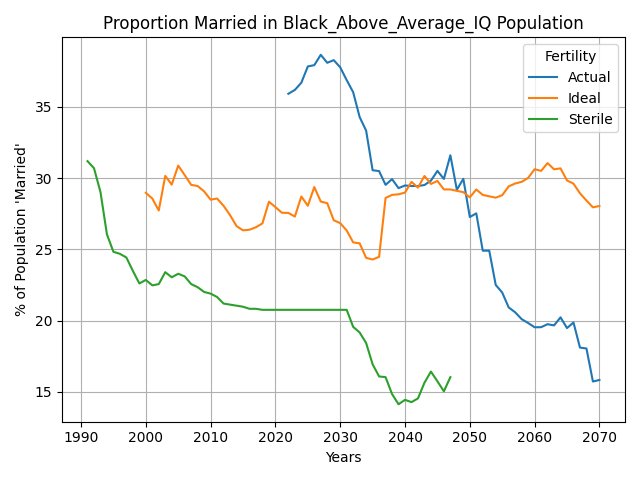 Proportion Married in Black_Above_Average_IQ Population
% of Population 'Married'
Fertility
Actual
Ideal
Sterile
35
30
25
20
15
1990 2000 2010 2020 2030 2040 2050 2060 2070
Years